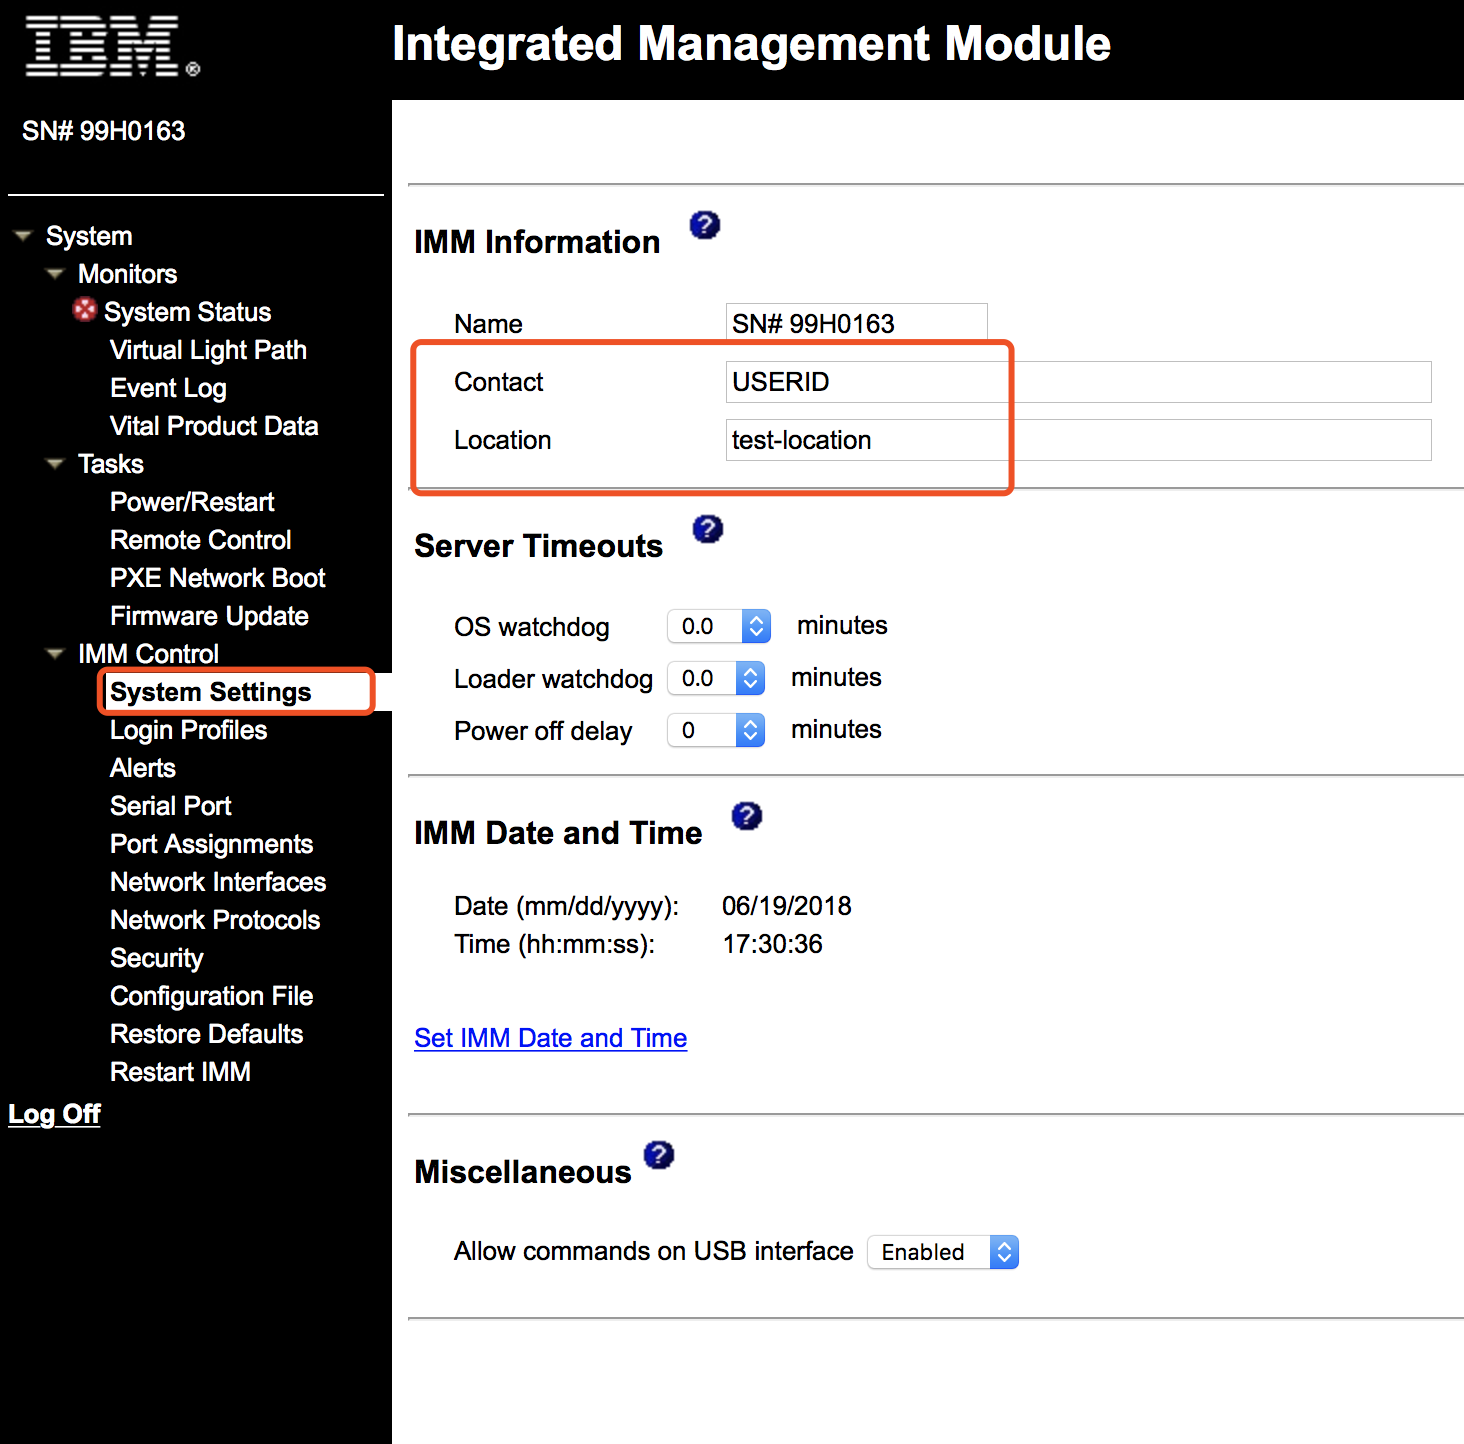 IBM®
Integrated Management Module
SN# 99H0163
System
Monitors
System Status
Virtual Light Path
Event Log
Vital Product Data
Tasks
Power/Restart
Remote Control
PXE Network Boot
Firmware Update
IMM Control
System Settings
Login Profiles
Alerts
Serial Port
Port Assignments
Network Interfaces
Network Protocols
Security
Configuration File
Restore Defaults
Restart IMM
Log Off
IMM Information ?
Name SN# 99H0163
Contact USERID
Location test-location
Server Timeouts ?
OS watchdog 0.0 minutes
Loader watchdog 0.0 minutes
Power off delay 0 minutes
IMM Date and Time ?
Date (mm/dd/yyyy): 06/19/2018
Time (hh:mm:ss): 17:30:36
Set IMM Date and Time
Miscellaneous ?
Allow commands on USB interface Enabled